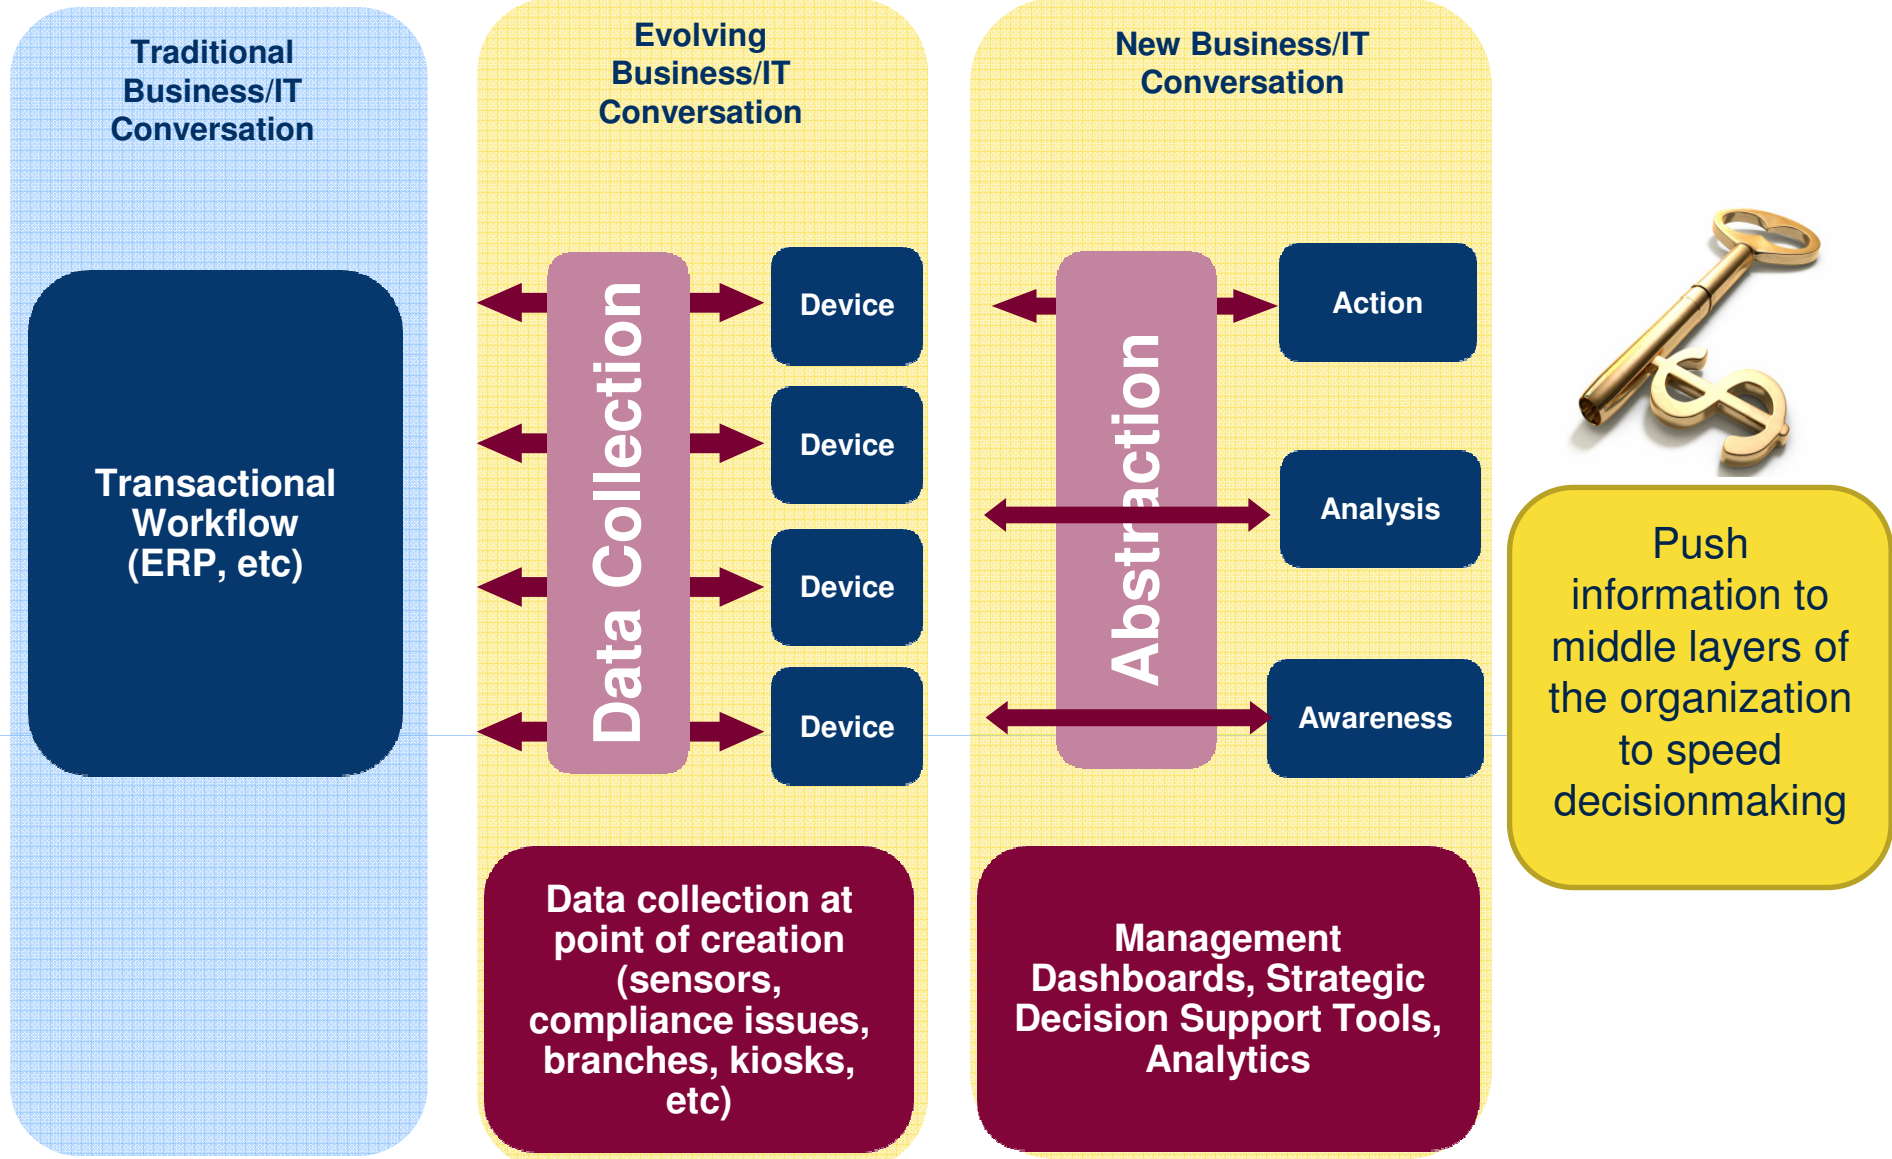 Traditional
Business/IT
Conversation
Transactional
Workflow
(ERP, etc)
Evolving
Business/IT
Conversation
Data Collection
Device
Device
Device
Device
Data collection at
point of creation
(sensors,
compliance issues,
branches, kiosks,
etc)
New Business/IT
Conversation
Abstraction
Action
Analysis
Awareness
Management
Dashboards, Strategic
Decision Support Tools,
Analytics
Push
information to
middle layers of
the organization
to speed
decisionmaking